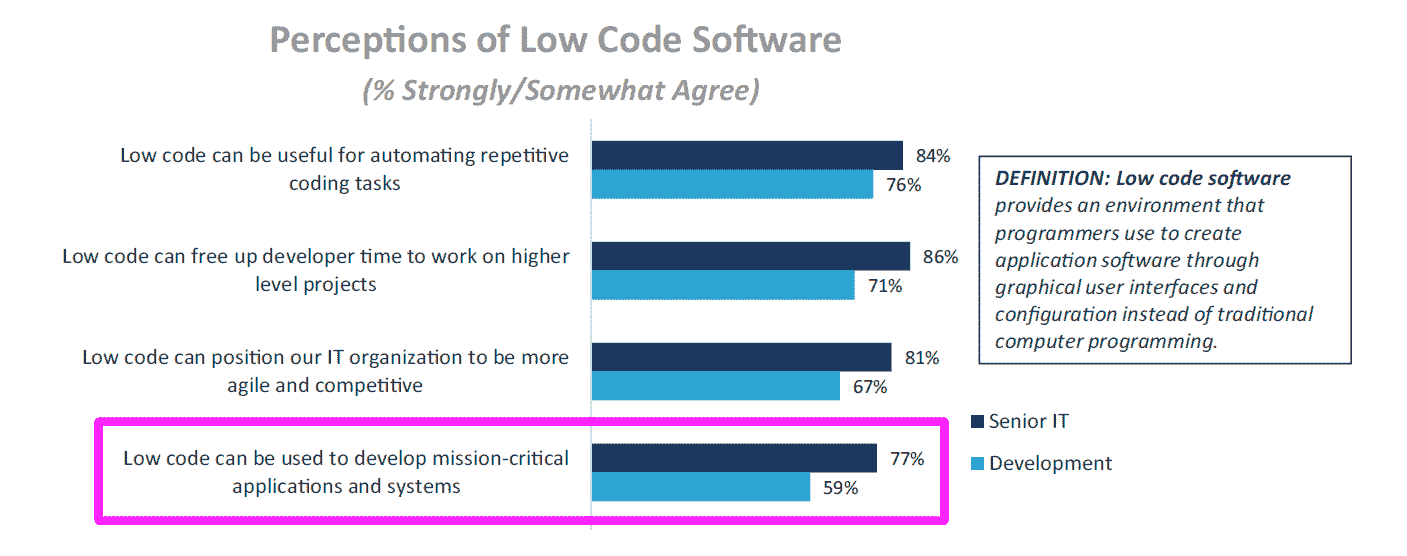 Perceptions of Low Code Software
(% Strongly/Somewhat Agree)
Low code can be useful for automating repetitive
coding tasks
84%
76%
Low code can free up developer time to work on higher
level projects
86%
71%
Low code can position our IT organization to be more
agile and competitive
81%
67%
Low code can be used to develop mission-critical
applications and systems
77%
59%
DEFINITION: Low code software
provides an environment that
programmers use to create
application software through
graphical user interfaces and
configuration instead of traditional
computer programming.
Senior IT
Development